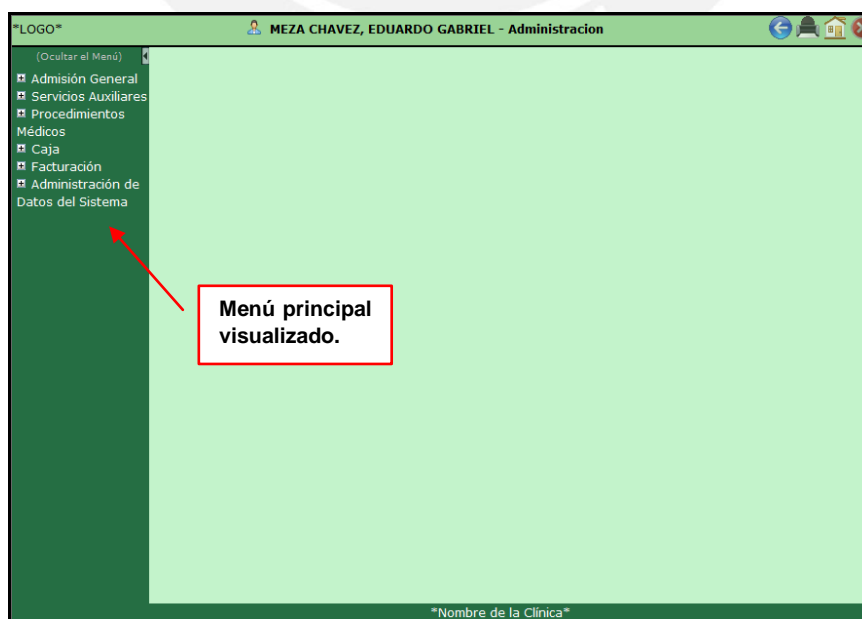 *LOGO*
MEZA CHAVEZ, EDUARDO GABRIEL - Administracion
(Ocultar el Menú)
Admisión General
Servicios Auxiliares
Procedimientos
Médicos
Caja
Facturación
Administración de
Datos del Sistema
Menú principal
visualizado.
*Nombre de la Clínica*